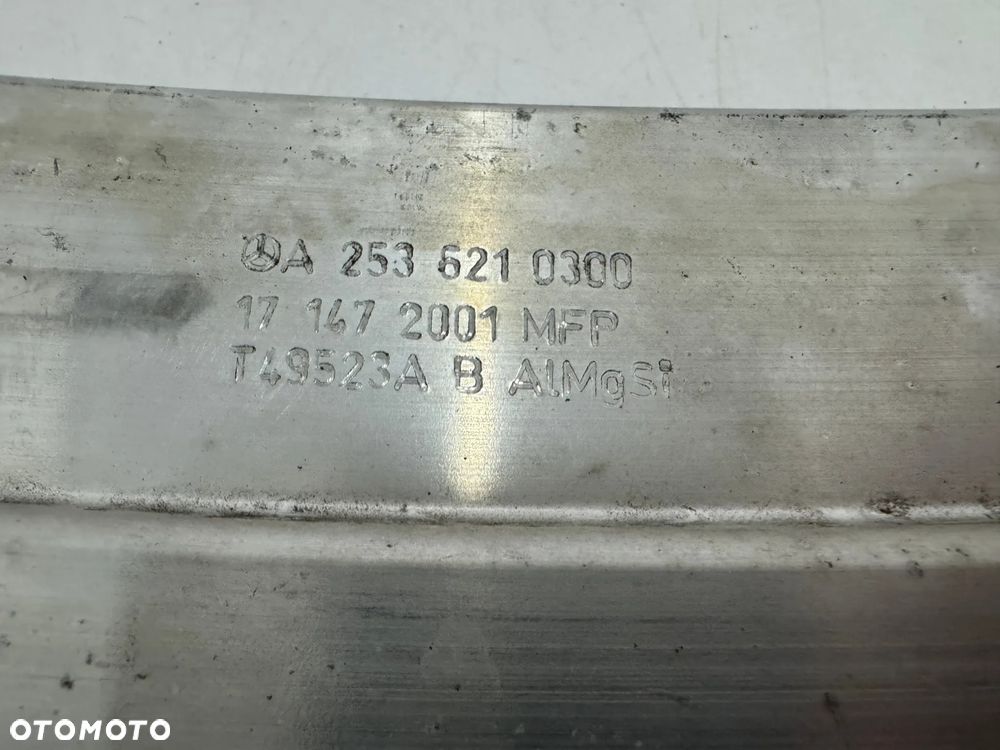 A 253 621 0300
17 147 2001 MFP
T49523A B AlMgSi
OTOMOTO